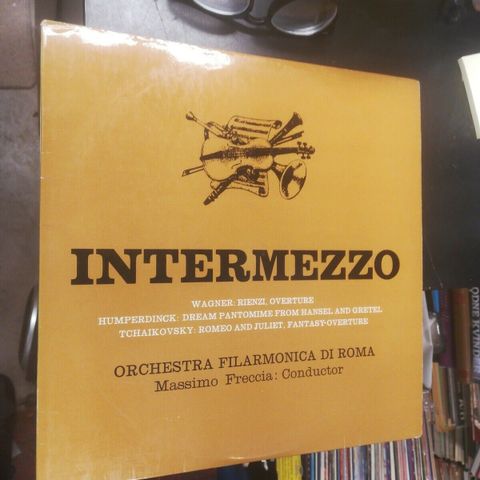 INTERMEZZO
WAGNER: RIENZI, OVERTURE
HUMPERDINCK: DREAM PANTOMIME FROM HANSEL AND GRETEL
TCHAIKOVSKY: ROMEO AND JULIET, FANTASY-OVERTURE
ORCHESTRA FILARMONICA DI ROMA
Massimo Freccia: Conductor